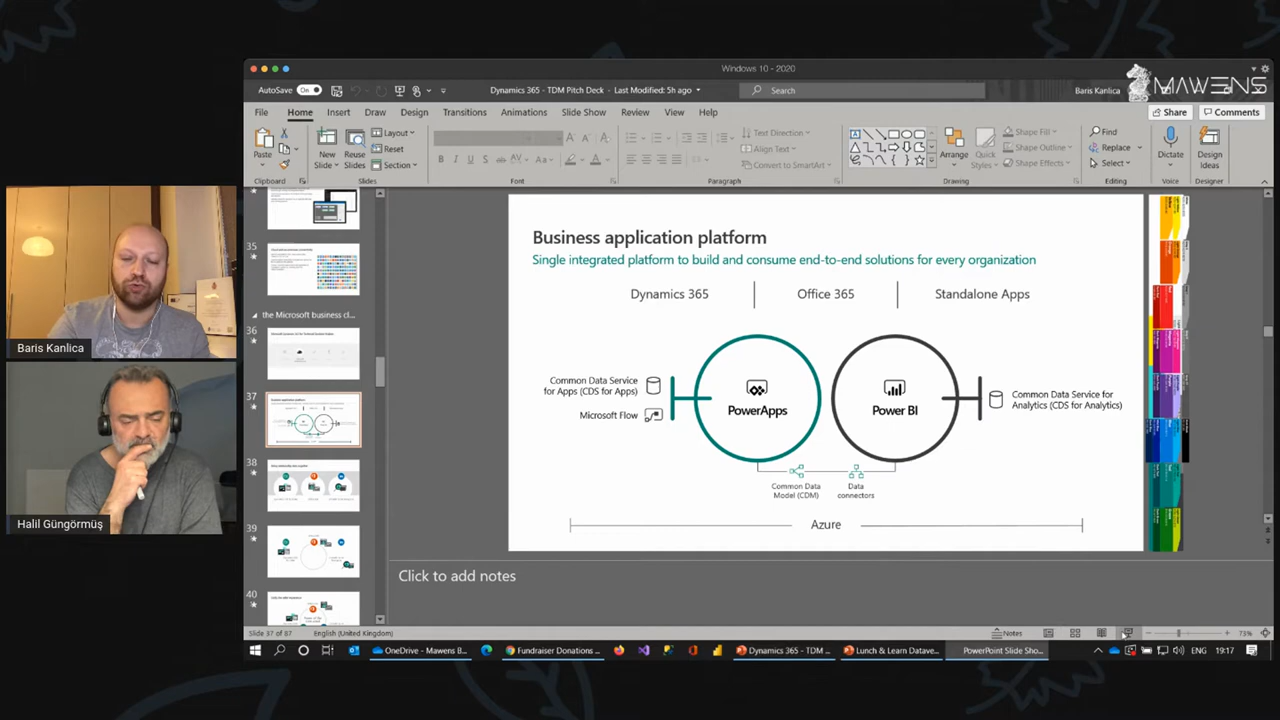 Windows 10 - 2020
MAWENS
AutoSave On
Dynamics 365 - TDM Pitch Deck - Last Modified: 5h ago
Search
Baris Kanlica
File Home Insert Draw Design Transitions Animations Slide Show Review View Help
Share Comments
Paste
New Slides
Reuse Slides
Layout
Reset
Section
Text Direction
Align Text
Convert to SmartArt
Arrange
Quick Styles
Shape Fill
Shape Outline
Shape Effects
Find
Replace
Select
Dictate
Design Ideas
Clipboard Slides Font Paragraph Drawing Editing Voice Designer
35
the Microsoft business cl...
36
37
38
39
40
Business application platform
Single integrated platform to build and consume end-to-end solutions for every organization
Dynamics 365 Office 365 Standalone Apps
Common Data Service
for Apps (CDS for Apps)
Microsoft Flow
PowerApps
Power BI
Common Data Service for
Analytics (CDS for Analytics)
Common Data
Model (CDM)
Data
connectors
Azure
Baris Kanlica
Halil Güngörmüş
Click to add notes
Slide 37 of 87 English (United Kingdom)
Notes
73%
OneDrive - Mawens B...
Fundraiser Donations ...
Dynamics 365 - TDM ...
Lunch & Learn Datave...
PowerPoint Slide Sho...
ENG 19:17